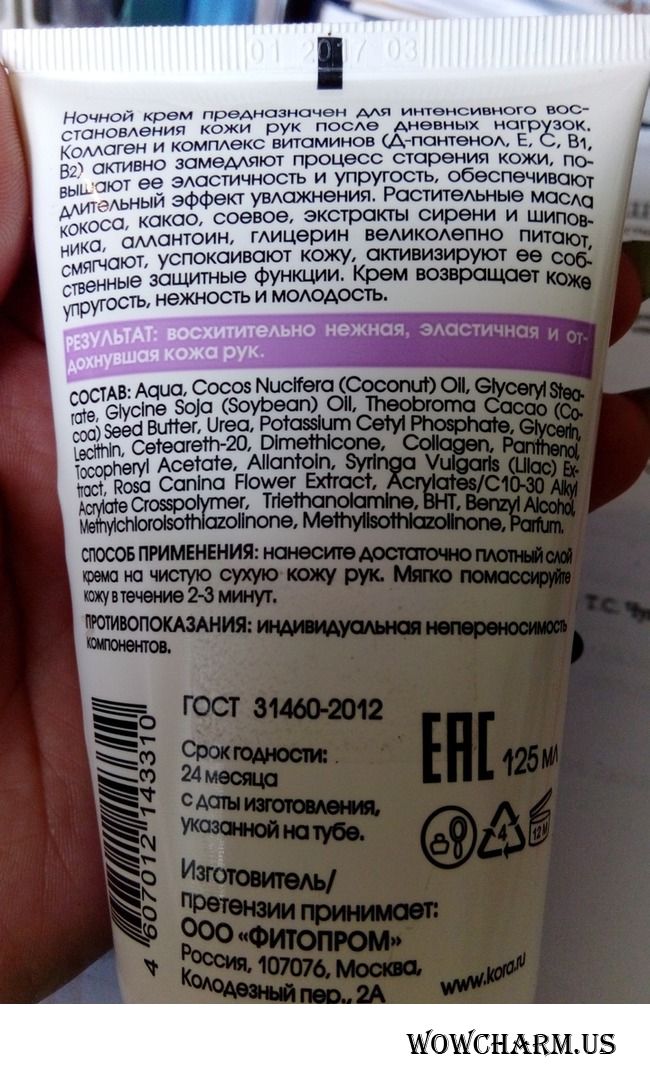 01 2017 03
Ночной крем предназначен для интенсивного вос-
становления кожи рук после дневных нагрузок.
Коллаген и комплекс витаминов (Д-пантенол, Е, С, В1,
В2) активно замедляют процесс старения кожи, по-
вышают ее эластичность и упругость, обеспечивают
длительный эффект увлажнения. Растительные масла
кокоса, какао, соевое, экстракты сирени и шипов-
ника, аллантоин, глицерин великолепно питают,
смягчают, успокаивают кожу, активизируют ее соб-
ственные защитные функции. Крем возвращает коже
упругость, нежность и молодость.
РЕЗУЛЬТАТ: восхитительно нежная, эластичная и от-
дохнувшая кожа рук.
СОСТАВ: Aqua, Cocos Nucifera (Coconut) Oil, Glyceryl Stea-
rate, Glycine Soja (Soybean) Oil, Theobroma Cacao (Co-
coa) Seed Butter, Urea, Potassium Cetyl Phosphate, Glycerin,
Lecithin, Ceteareth-20, Dimethicone, Collagen, Panthenol,
Tocopheryl Acetate, Allantoin, Syringa Vulgaris (Lilac) Ex-
tract, Rosa Canina Flower Extract, Acrylates/C10-30 Alkyl
Acrylate Crosspolymer, Triethanolamine, BHT, Benzyl Alcohol,
Methylchloroisothiazolinone, Methylisothiazolinone, Parfum.
СПОСОБ ПРИМЕНЕНИЯ: нанесите достаточно плотный слой
крема на чистую сухую кожу рук. Мягко помассируйте
кожу в течение 2-3 минут.
ПРОТИВОПОКАЗАНИЯ: индивидуальная непереносимость
компонентов.
ГОСТ 31460-2012
EAC 125 мл
Срок годности:
24 месяца
с даты изготовления,
указанной на тубе.
4 12 М
Изготовитель/
претензии принимает:
ООО «ФИТОПРОМ»
Россия, 107076, Москва,
Колодезный пер., 2А
www.kora.ru
4 607012 143310
Т.С.
WOWCHARM.US